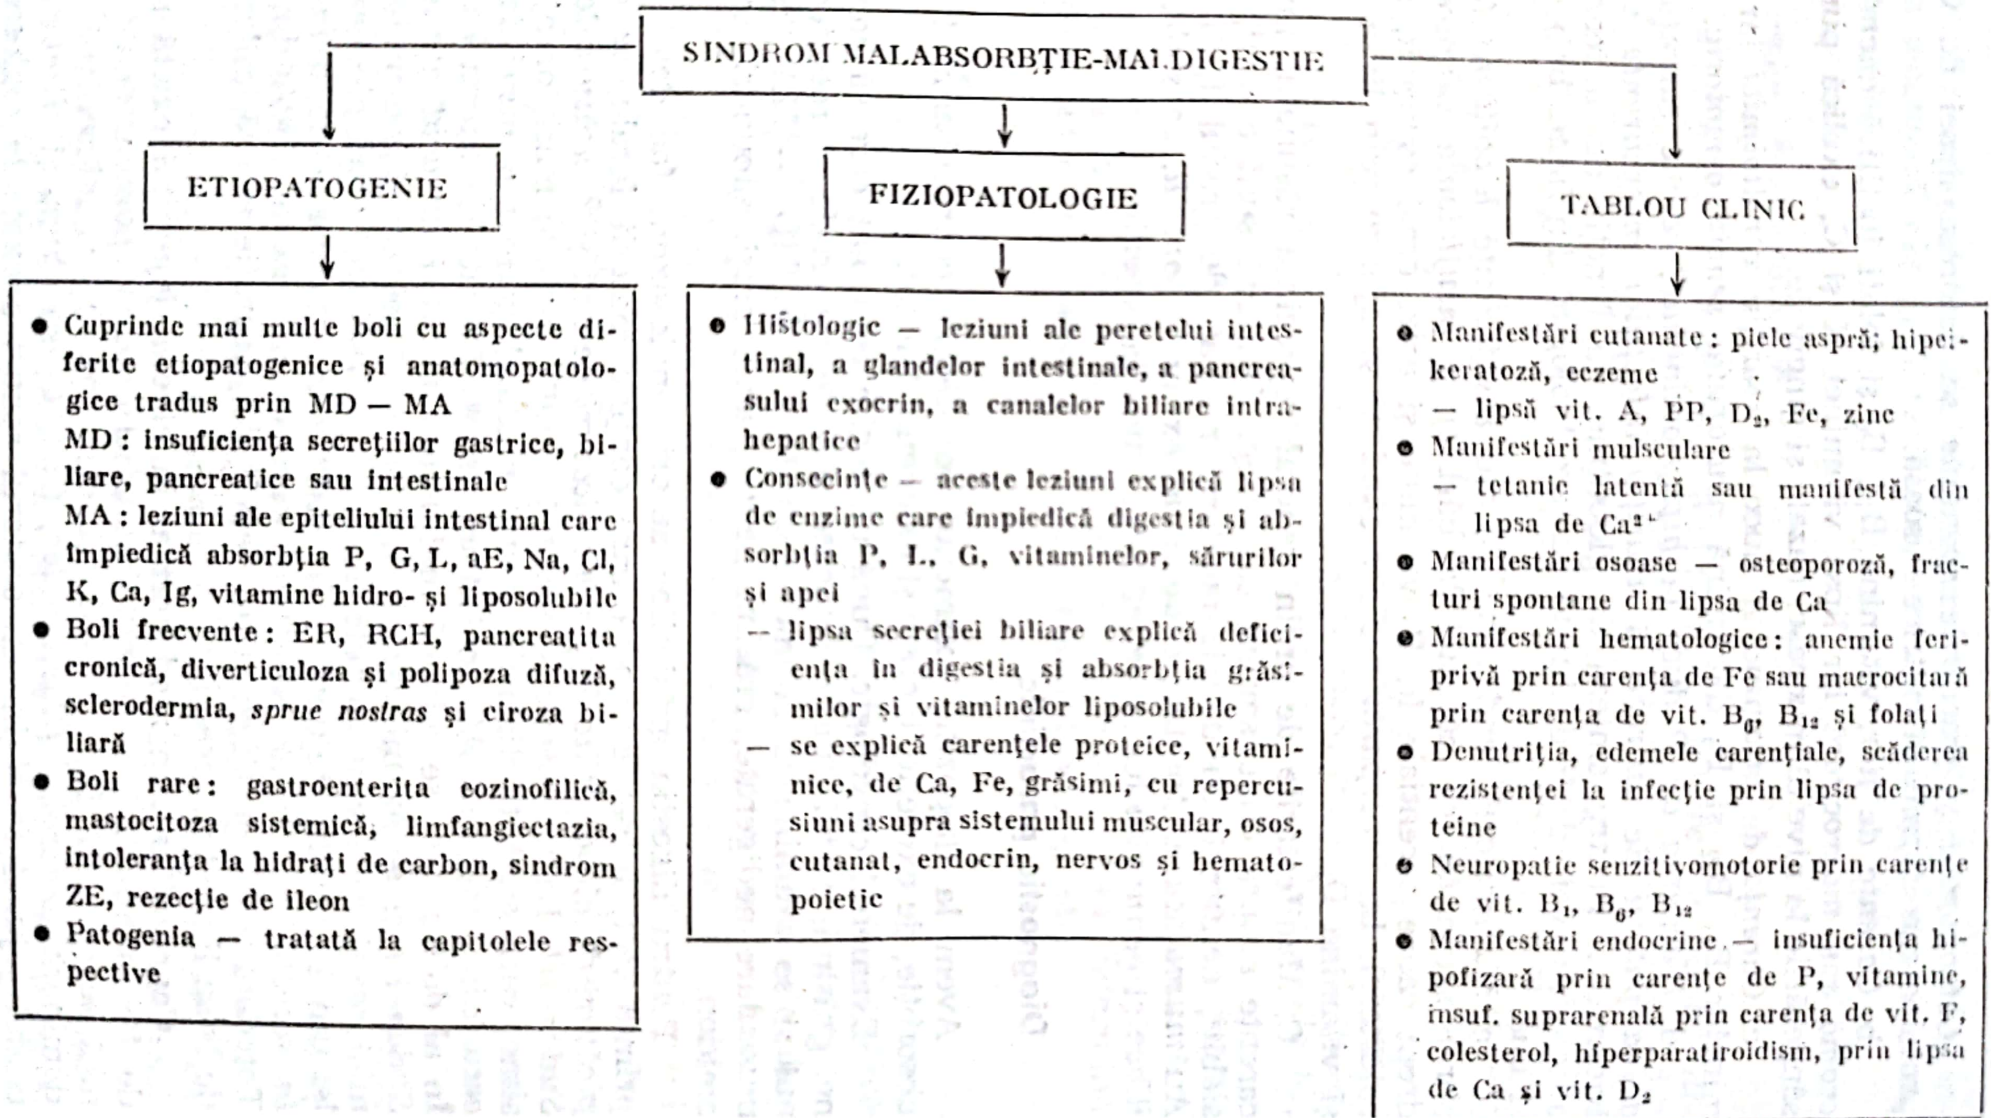 SINDROM MALABSORBȚIE-MALDIGESTIE
ETIOPATOGENIE
● Cuprinde mai multe boli cu aspecte di-
ferite etiopatogenice și anatomopatolo-
gice tradus prin MD — MA
MD : insuficiența secrețiilor gastrice, bi-
liare, pancreatice sau intestinale
MA : leziuni ale epiteliului intestinal care
împiedică absorbția P, G, L, aE, Na, Cl,
K, Ca, Ig, vitamine hidro- și liposolubile
● Boli frecvente : ER, RCH, pancreatita
cronică, diverticuloza și polipoza difuză,
sclerodermia, sprue nostras și ciroza bi-
liară
● Boli rare : gastroenterita eozinofilică,
mastocitoza sistemică, limfangiectazia,
intoleranța la hidrați de carbon, sindrom
ZE, rezecție de ileon
● Patogenia — tratată la capitolele res-
pective
FIZIOPATOLOGIE
● Histologic — leziuni ale peretelui intes-
tinal, a glandelor intestinale, a pancrea-
sului exocrin, a canalelor biliare intra-
hepatice
● Consecințe — aceste leziuni explică lipsa
de enzime care împiedică digestia și ab-
sorbția P, L, G, vitaminelor, sărurilor
și apei
— lipsa secreției biliare explică defici-
ența în digestia și absorbția grăsi-
milor și vitaminelor liposolubile
— se explică carențele proteice, vitami-
nice, de Ca, Fe, grăsimi, cu repercu-
siuni asupra sistemului muscular, osos,
cutanat, endocrin, nervos și hemato-
poietic
TABLOU CLINIC
● Manifestări cutanate : piele aspră; hiper-
keratoză, eczeme
— lipsă vit. A, PP, D₂, Fe, zinc
● Manifestări mulsculare
— tetanie latentă sau manifestă din
lipsa de Ca²⁺
● Manifestări osoase — osteoporoză, frac-
turi spontane din lipsa de Ca
● Manifestări hematologice : anemie feri-
privă prin carența de Fe sau macrocitară
prin carența de vit. B₆, B₁₂ și folați
● Denutriția, edemele carențiale, scăderea
rezistenței la infecție prin lipsa de pro-
teine
● Neuropatie senzitivomotorie prin carențe
de vit. B₁, B₆, B₁₂
● Manifestări endocrine — insuficiența hi-
pofizară prin carențe de P, vitamine,
insuf. suprarenală prin carența de vit. F,
colesterol, hiperparatiroidism, prin lipsa
de Ca și vit. D₂